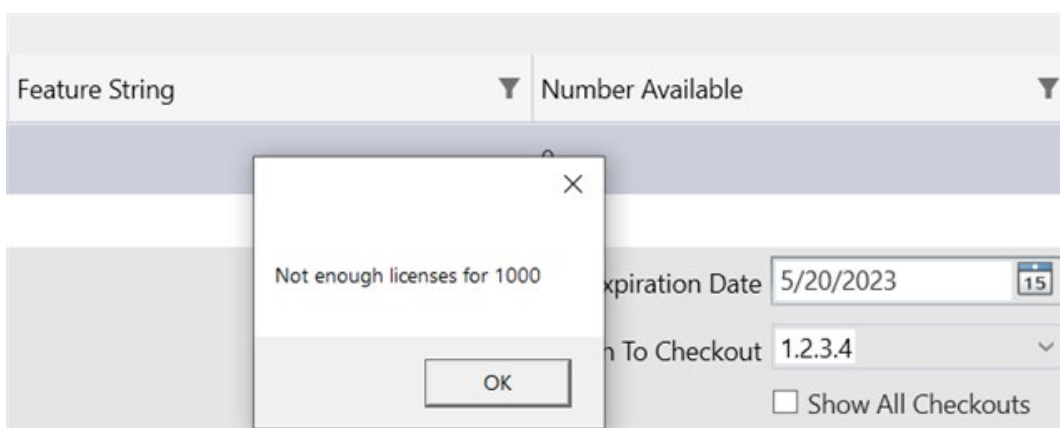 Feature String
Number Available
Not enough licenses for 1000
OK
xpiration Date 5/20/2023 15
n To Checkout 1.2.3.4
Show All Checkouts